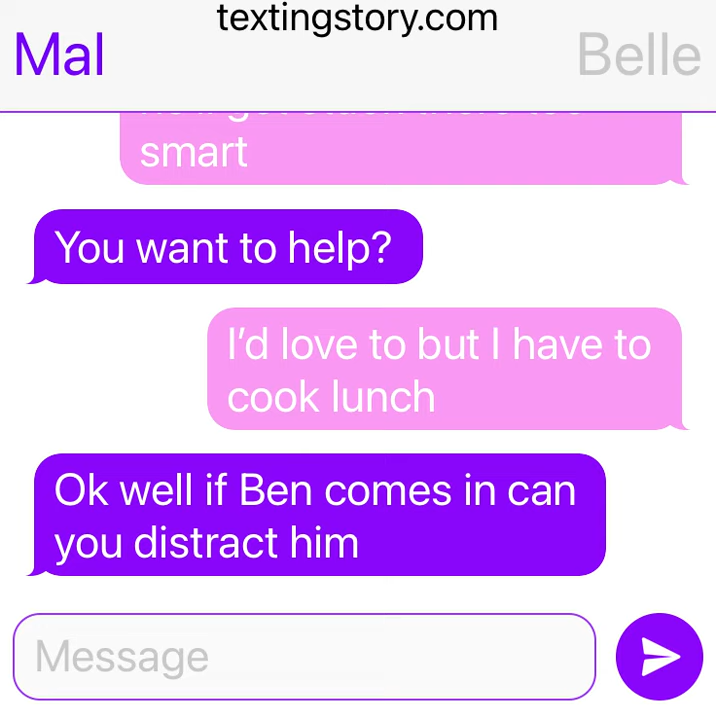 textingstory.com
Mal
Belle
smart
You want to help?
I’d love to but I have to
cook lunch
Ok well if Ben comes in can
you distract him
Message